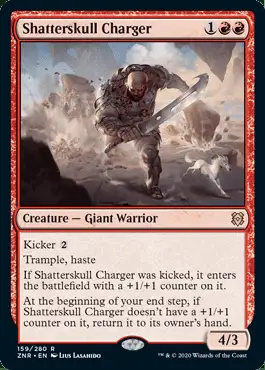 Shatterskull Charger 1
Creature — Giant Warrior
Kicker 2
Trample, haste
If Shatterskull Charger was kicked, it enters
the battlefield with a +1/+1 counter on it.
At the beginning of your end step, if
Shatterskull Charger doesn't have a +1/+1
counter on it, return it to its owner's hand.
4/3
159/280 R
ZNR • EN LIUS LASAHIDO
™ & © 2020 Wizards of the Coast